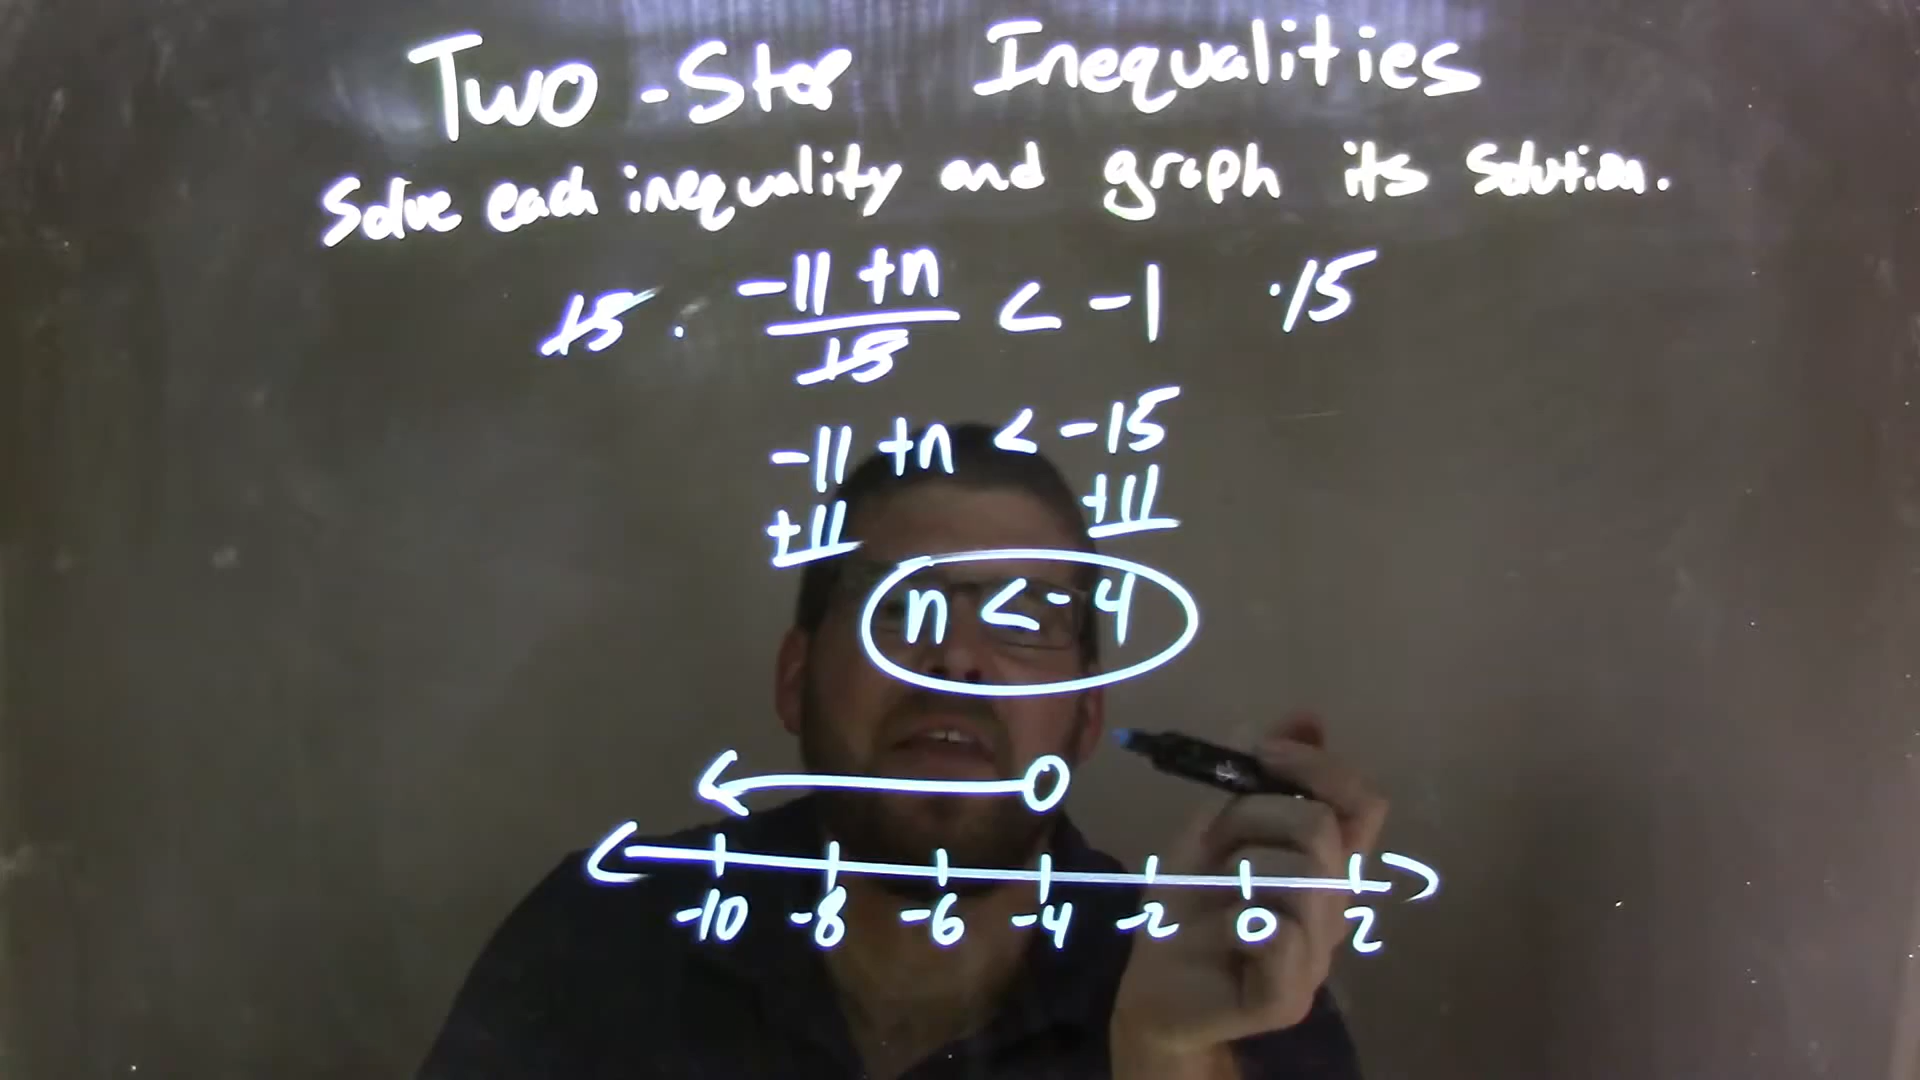 Two-Step Inequalities
Solve each inequality and graph its solution.
15 · -11 +n / 15 < -1 ·15
-11 +n < -15
+11 +11
n < -4
-10 -8 -6 -4 -2 0 2